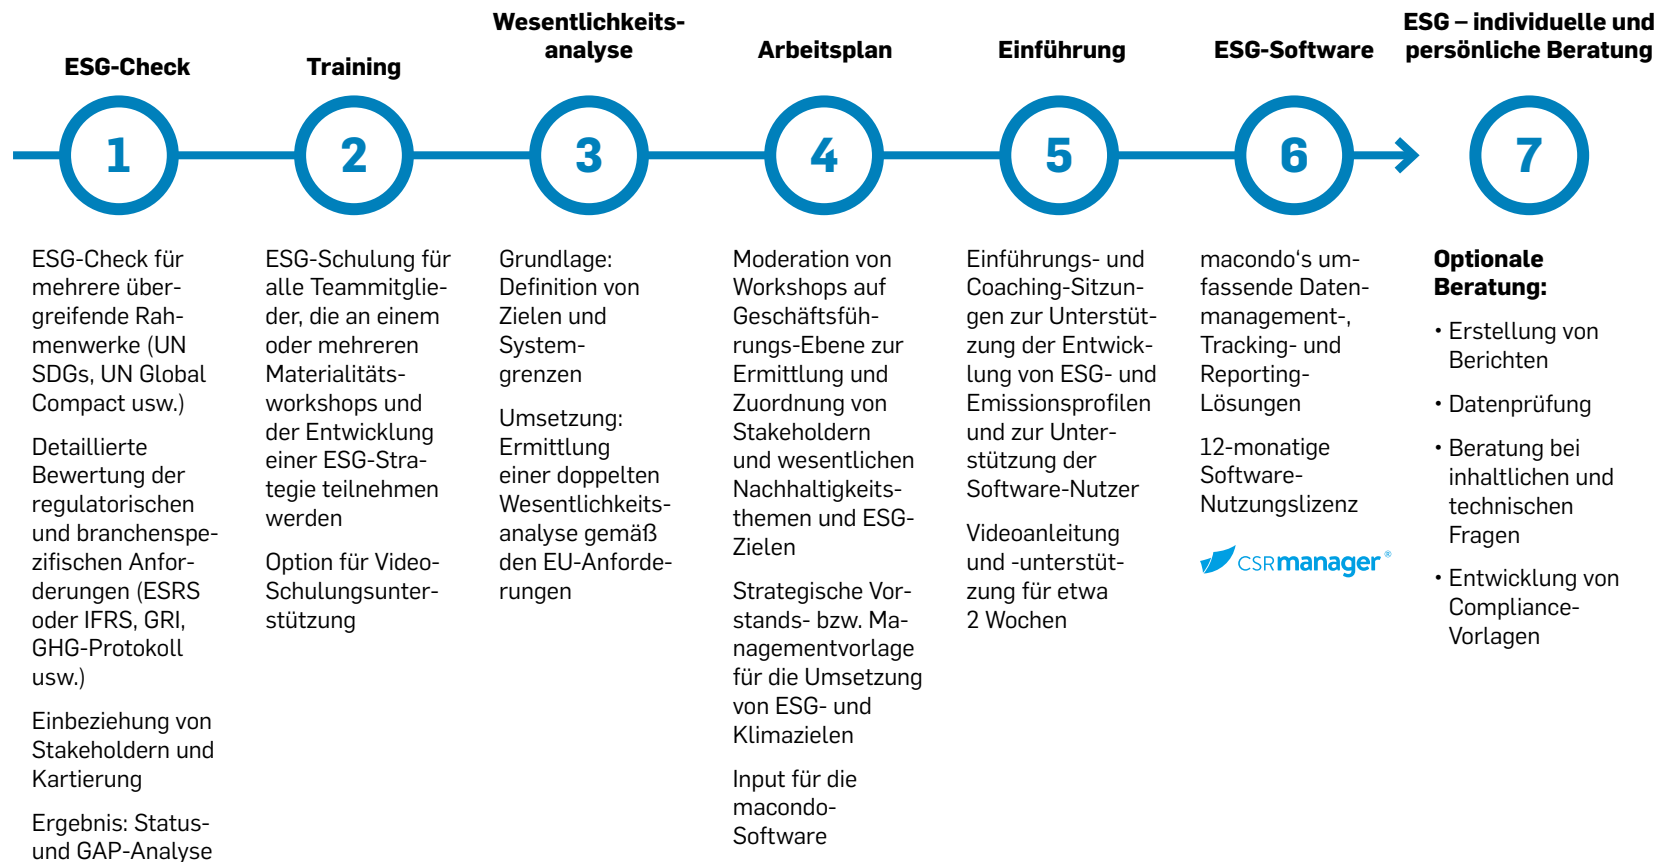 ESG-Check
1
ESG-Check für
mehrere über-
greifende Rah-
menwerke (UN
SDGs, UN Global
Compact usw.)
Detaillierte
Bewertung der
regulatorischen
und branchenspe-
zifischen Anfor-
derungen (ESRS
oder IFRS, GRI,
GHG-Protokoll
usw.)
Einbeziehung von
Stakeholdern und
Kartierung
Ergebnis: Status-
und GAP-Analyse
Training
2
ESG-Schulung für
alle Teammitglie-
der, die an einem
oder mehreren
Materialitäts-
workshops und
der Entwicklung
einer ESG-Stra-
tegie teilnehmen
werden
Option für Video-
Schulungsunter-
stützung
Wesentlichkeits-
analyse
3
Grundlage:
Definition von
Zielen und
System-
grenzen
Umsetzung:
Ermittlung
einer doppelten
Wesentlichkeits-
analyse gemäß
den EU-Anforde-
rungen
Arbeitsplan
4
Moderation von
Workshops auf
Geschäftsfüh-
rungs-Ebene zur
Ermittlung und
Zuordnung von
Stakeholdern
und wesentlichen
Nachhaltigkeits-
themen und ESG-
Zielen
Strategische Vor-
stands- bzw. Ma-
nagementvorlage
für die Umsetzung
von ESG- und
Klimazielen
Input für die
macondo-
Software
Einführung
5
Einführungs- und
Coaching-Sitzun-
gen zur Unterstüt-
zung der Entwick-
lung von ESG- und
Emissionsprofilen
und zur Unter-
stützung der
Software-Nutzer
Videoanleitung
und -unterstüt-
zung für etwa
2 Wochen
ESG-Software
6
macondo‘s um-
fassende Daten-
management-,
Tracking- und
Reporting-
Lösungen
12-monatige
Software-
Nutzungslizenz
CSRmanager®
ESG – individuelle und
persönliche Beratung
7
Optionale
Beratung:
• Erstellung von
Berichten
• Datenprüfung
• Beratung bei
inhaltlichen und
technischen
Fragen
• Entwicklung von
Compliance-
Vorlagen